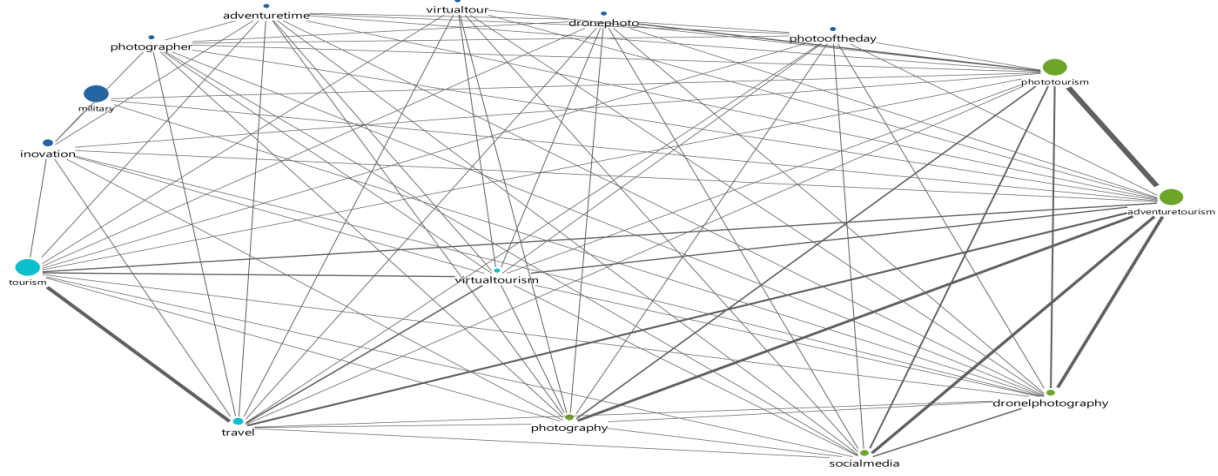 virtualtour
adventuretime
dronephoto
photooftheday
photographer
phototourism
military
inovation
adventuretourism
virtualtourism
tourism
dronelphotography
photography
travel
socialmedia